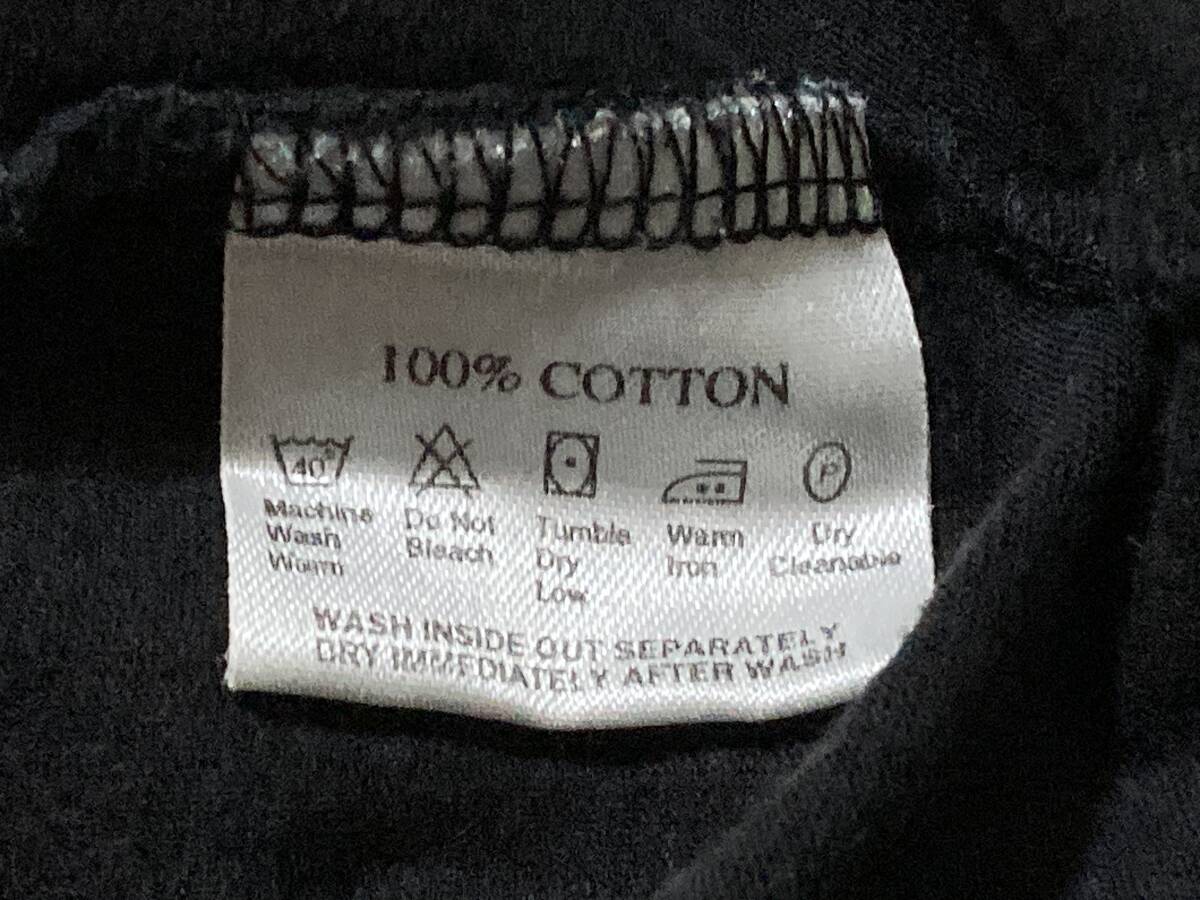 100% COTTON
40°
Machine
Wash
Warm
Do Not
Bleach
Tumble
Dry
Low
Warm
Iron
P
Dry
Cleanable
WASH INSIDE OUT SEPARATELY
DRY IMMEDIATELY AFTER WASH